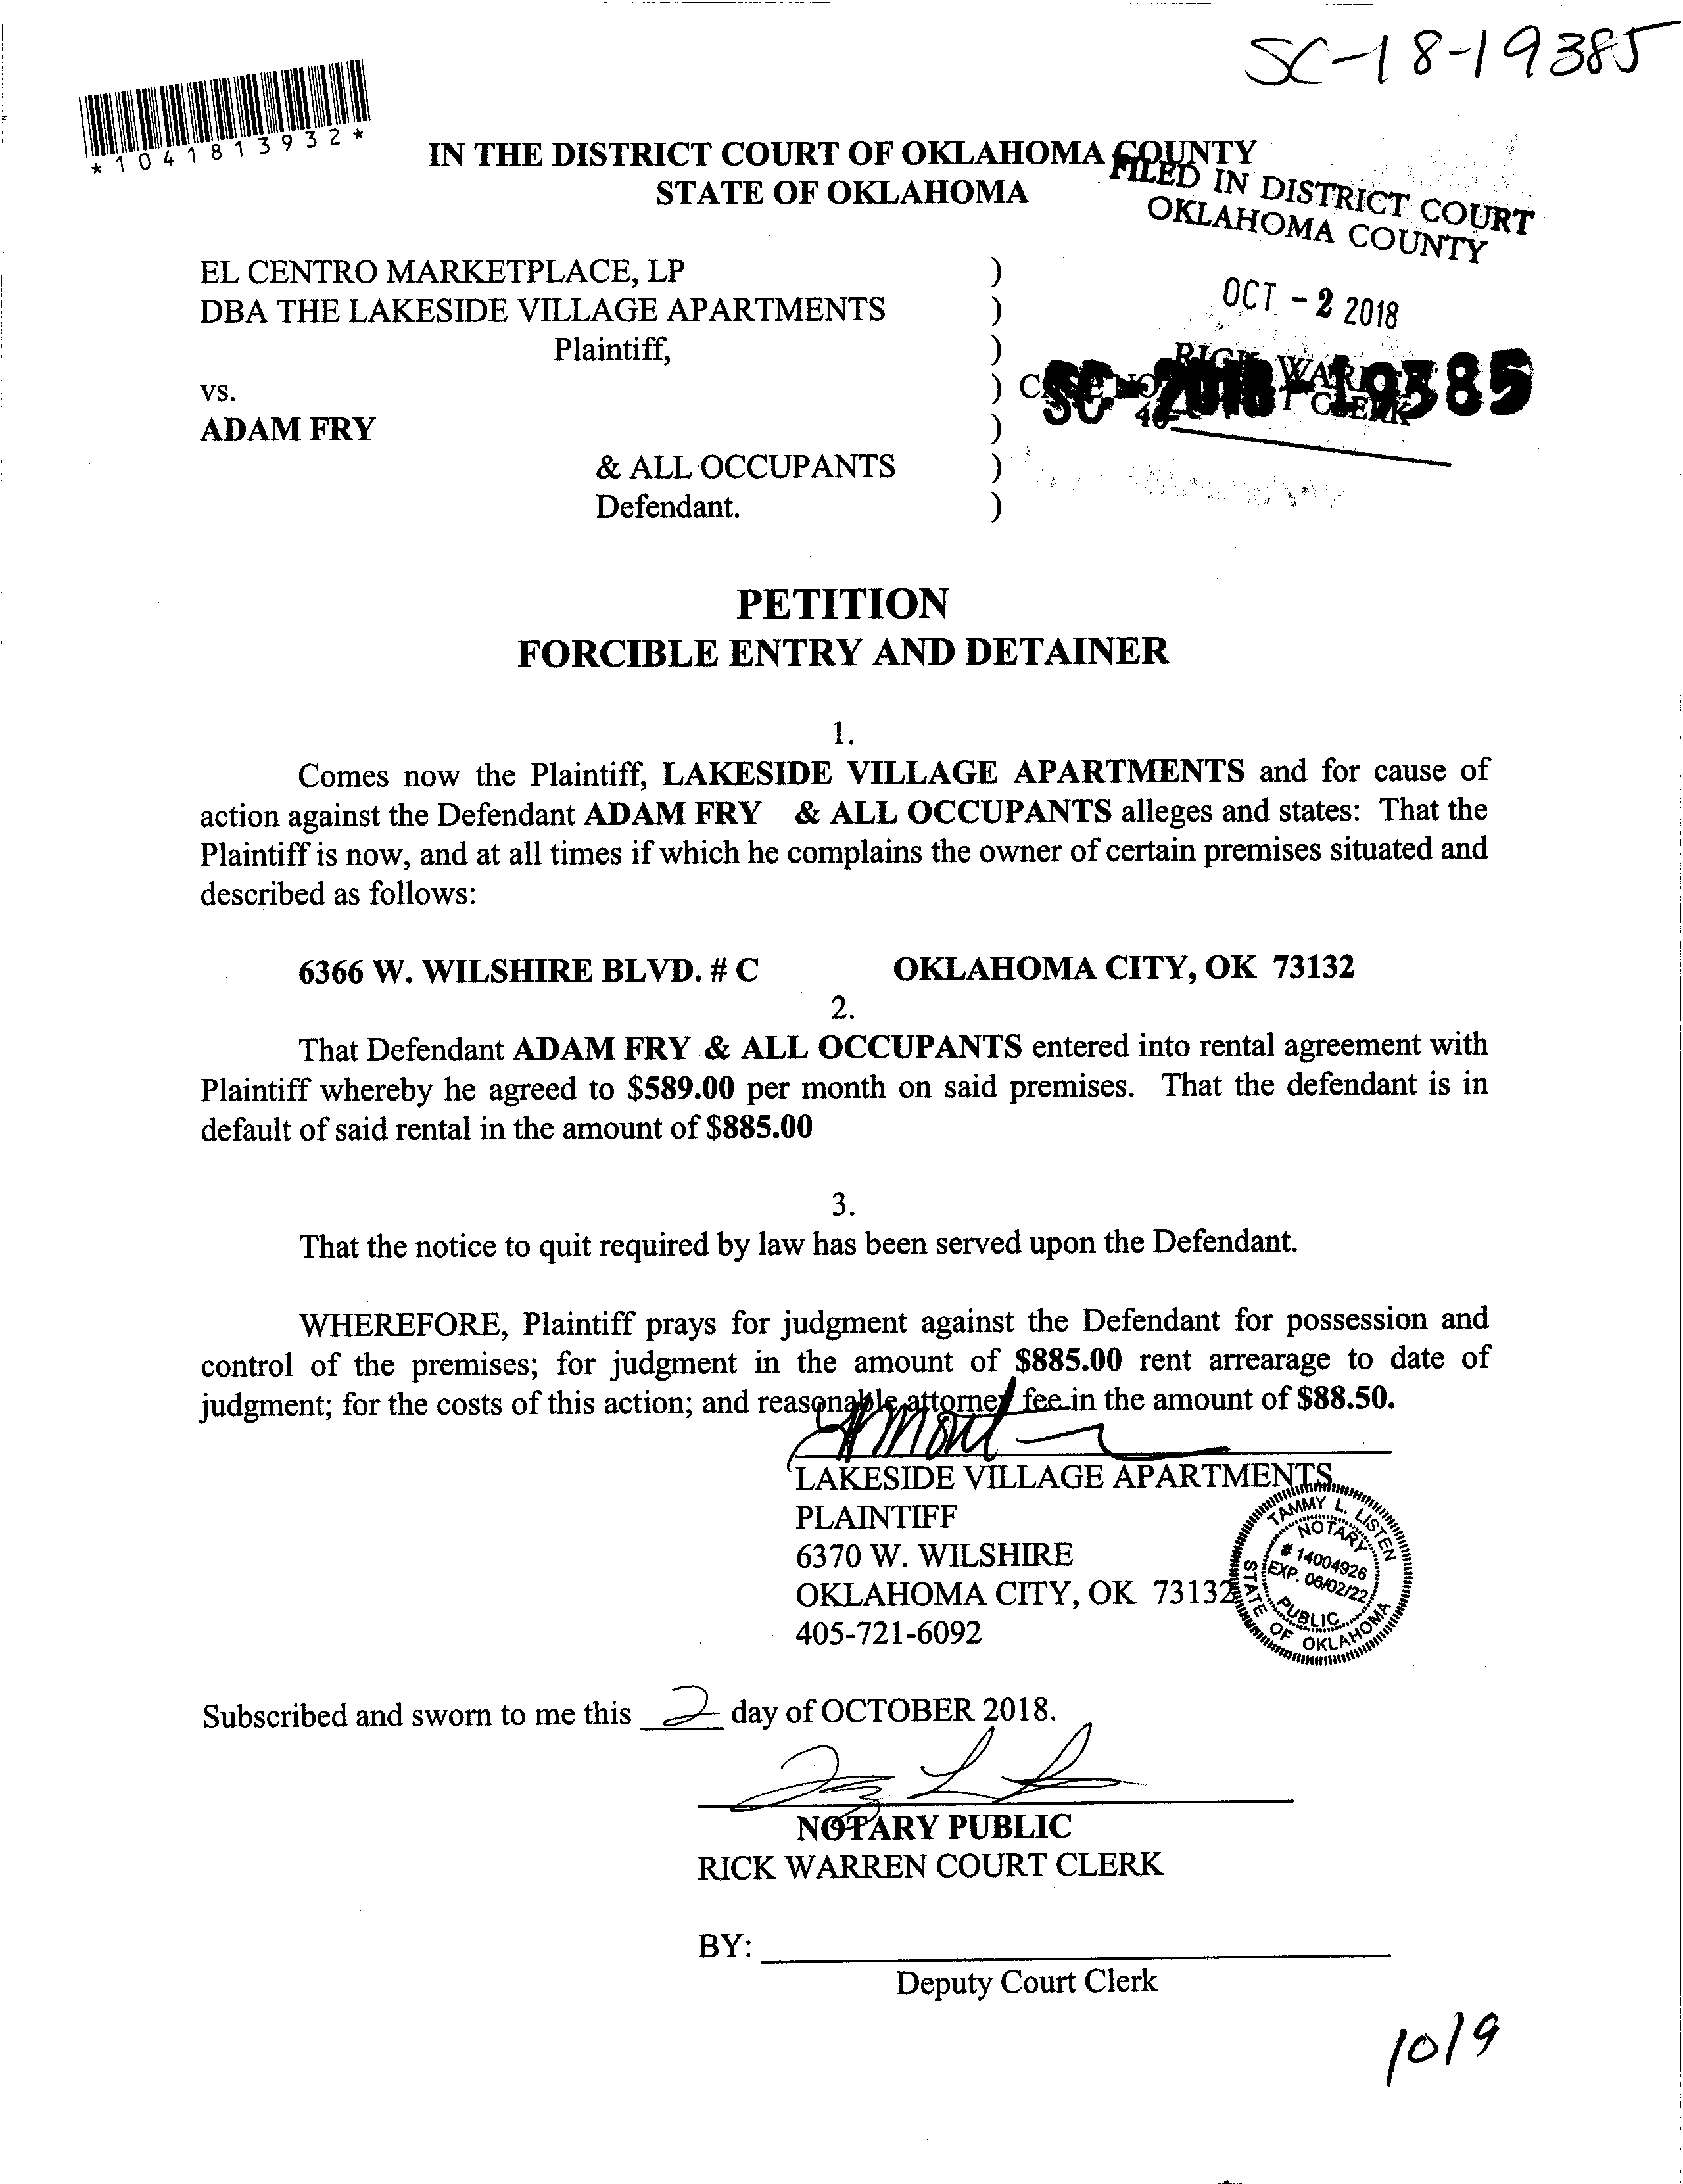 SC-18-19385
*1041813932*
IN THE DISTRICT COURT OF OKLAHOMA COUNTY
STATE OF OKLAHOMA
FILED IN DISTRICT COURT
OKLAHOMA COUNTY
OCT - 2 2018
RICK WARREN
COURT CLERK
SC-2018-19385
EL CENTRO MARKETPLACE, LP )
DBA THE LAKESIDE VILLAGE APARTMENTS )
Plaintiff, )
vs. ) CASE NO
ADAM FRY )
& ALL OCCUPANTS )
Defendant. )
PETITION
FORCIBLE ENTRY AND DETAINER
1.
Comes now the Plaintiff, LAKESIDE VILLAGE APARTMENTS and for cause of
action against the Defendant ADAM FRY & ALL OCCUPANTS alleges and states: That the
Plaintiff is now, and at all times if which he complains the owner of certain premises situated and
described as follows:
6366 W. WILSHIRE BLVD. # C OKLAHOMA CITY, OK 73132
2.
That Defendant ADAM FRY & ALL OCCUPANTS entered into rental agreement with
Plaintiff whereby he agreed to $589.00 per month on said premises. That the defendant is in
default of said rental in the amount of $885.00
3.
That the notice to quit required by law has been served upon the Defendant.
WHEREFORE, Plaintiff prays for judgment against the Defendant for possession and
control of the premises; for judgment in the amount of $885.00 rent arrearage to date of
judgment; for the costs of this action; and reasonable attorney fee in the amount of $88.50.
LAKESIDE VILLAGE APARTMENTS
PLAINTIFF
6370 W. WILSHIRE
OKLAHOMA CITY, OK 73132
405-721-6092
TAMMY L. LISTEN
NOTARY
# 14004926
EXP. 06/02/22
PUBLIC
STATE OF OKLAHOMA
Subscribed and sworn to me this 2 day of OCTOBER 2018.
NOTARY PUBLIC
RICK WARREN COURT CLERK
BY:
Deputy Court Clerk
10/9